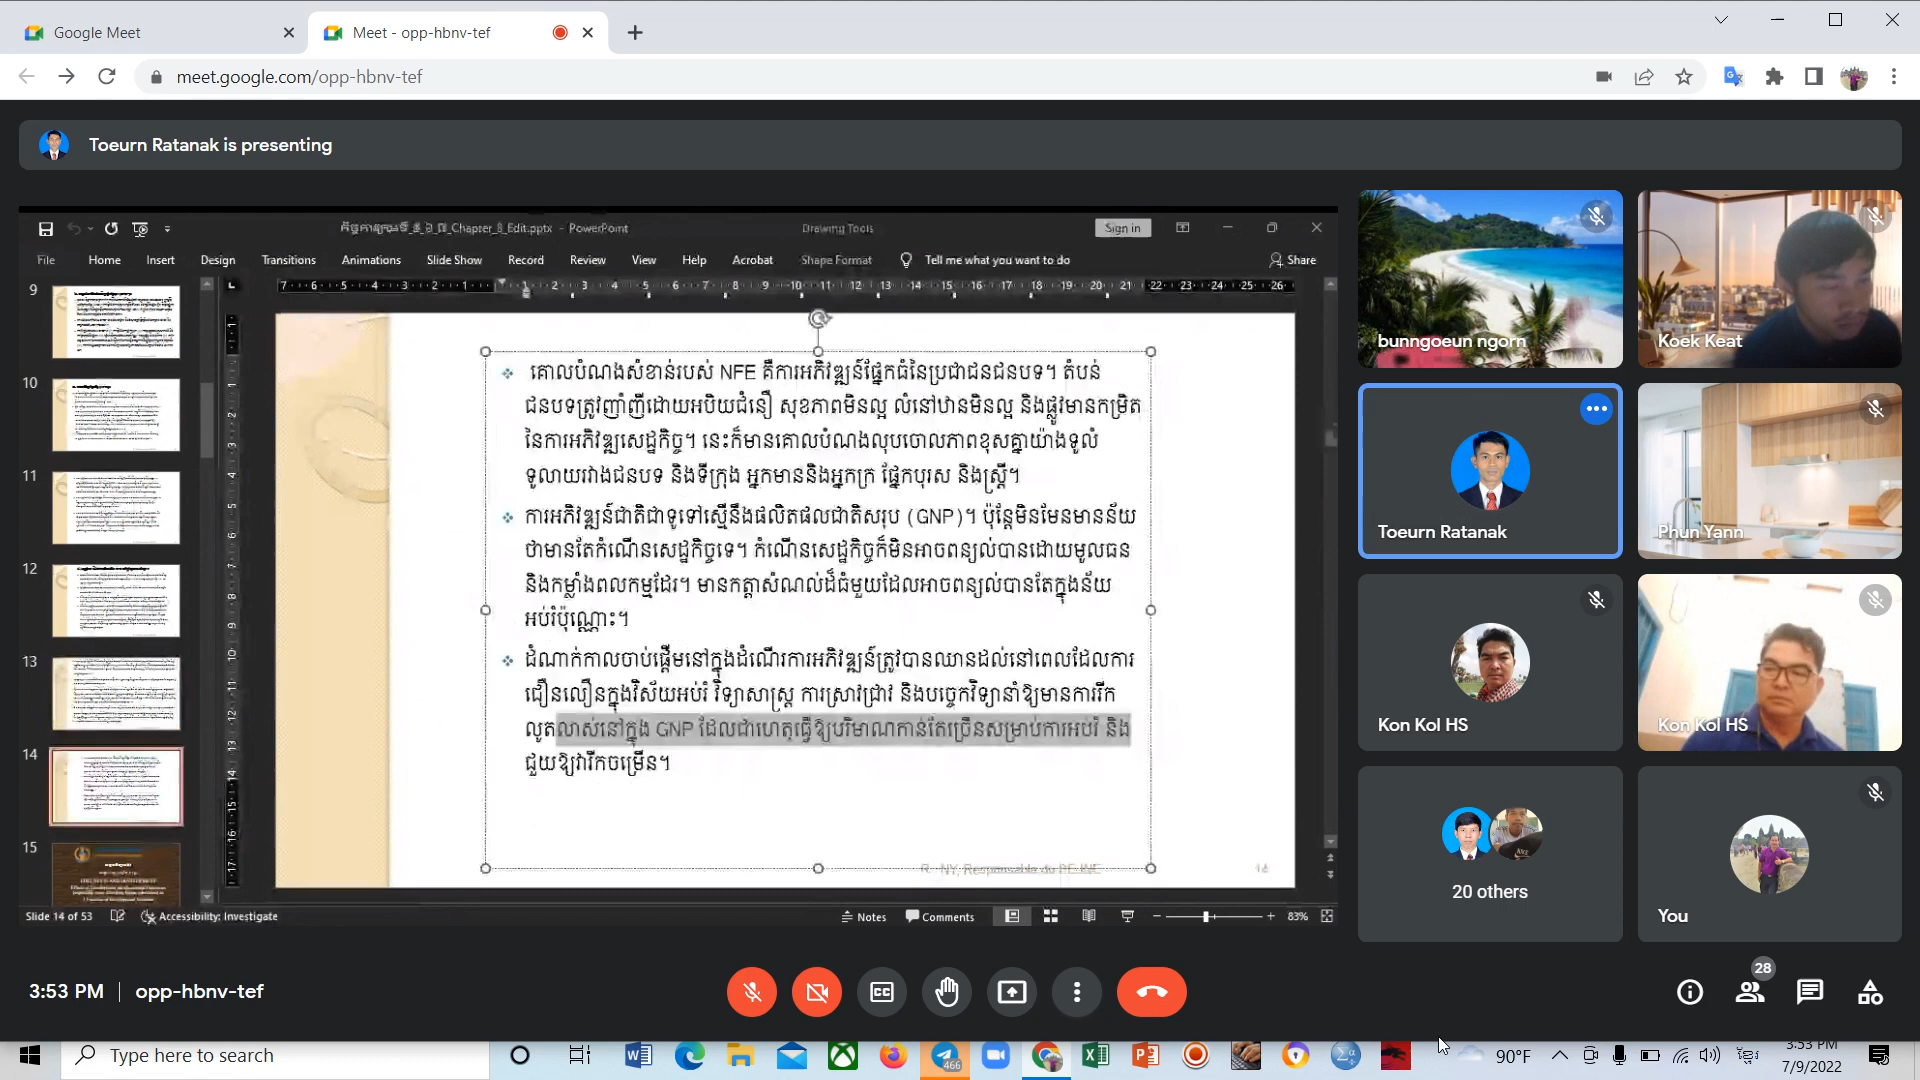 Google Meet
Meet - opp-hbnv-tef
meet.google.com/opp-hbnv-tef
Toeurn Ratanak is presenting
PowerPoint
Drawing Tools
Sign in
File Home Insert Design Transitions Animations Slide Show Record Review View Help Acrobat Shape Format Tell me what you want to do Share
9
10
11
12
13
14
15
គោលបំណងសំខាន់របស់ NFE គឺការអភិវឌ្ឍន៍ផ្នែកធំនៃប្រជាជនជនបទ។ តំបន់
ជនបទត្រូវញាំញីដោយអបិយជំនឿ សុខភាពមិនល្អ លំនៅឋានមិនល្អ និងផ្លូវមានកម្រិត
នៃការអភិវឌ្ឍសេដ្ឋកិច្ច។ នេះក៏មានគោលបំណងលុបចោលភាពខុសគ្នាយ៉ាងទូលំ
ទូលាយរវាងជនបទ និងទីក្រុង អ្នកមាននិងអ្នកក្រ ផ្នែកបុរស និងស្ត្រី។
ការអភិវឌ្ឍន៍ជាតិជាទូទៅស្មើនឹងផលិតផលជាតិសរុប (GNP)។ ប៉ុន្តែមិនមែនមានន័យ
ថាមានតែកំណើនសេដ្ឋកិច្ចទេ។ កំណើនសេដ្ឋកិច្ចក៏មិនអាចពន្យល់បានដោយមូលធន
និងកម្លាំងពលកម្មដែរ។ មានកត្តាសំណល់ដ៏ធំមួយដែលអាចពន្យល់បានតែក្នុងន័យ
អប់រំប៉ុណ្ណោះ។
ដំណាក់កាលចាប់ផ្តើមនៅក្នុងដំណើរការអភិវឌ្ឍន៍ត្រូវបានឈានដល់នៅពេលដែលការ
ជឿនលឿនក្នុងវិស័យអប់រំ វិទ្យាសាស្ត្រ ការស្រាវជ្រាវ និងបច្ចេកវិទ្យានាំឱ្យមានការរីក
លូតលាស់នៅក្នុង GNP ដែលជាហេតុធ្វើឱ្យបរិមាណកាន់តែច្រើនសម្រាប់ការអប់រំ និង
ជួយឱ្យវារីកចម្រើន។
14
Slide 14 of 53 Accessibility: Investigate Notes Comments 83%
bunngoeun ngorn
Koek Keat
Toeurn Ratanak
Phun Yann
Kon Kol HS
Kon Kol HS
20 others
You
3:53 PM opp-hbnv-tef
28
Type here to search
466
90°F
ខ្មែរ
3:53 PM
7/9/2022